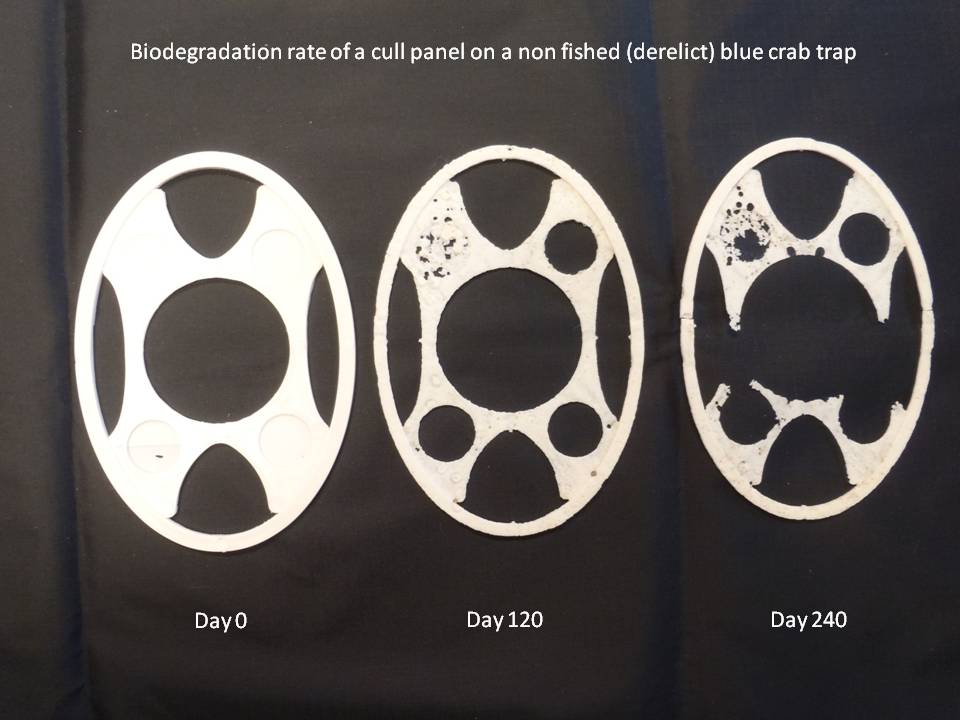 Biodegradation rate of a cull panel on a non fished (derelict) blue crab trap
Day 0
Day 120
Day 240